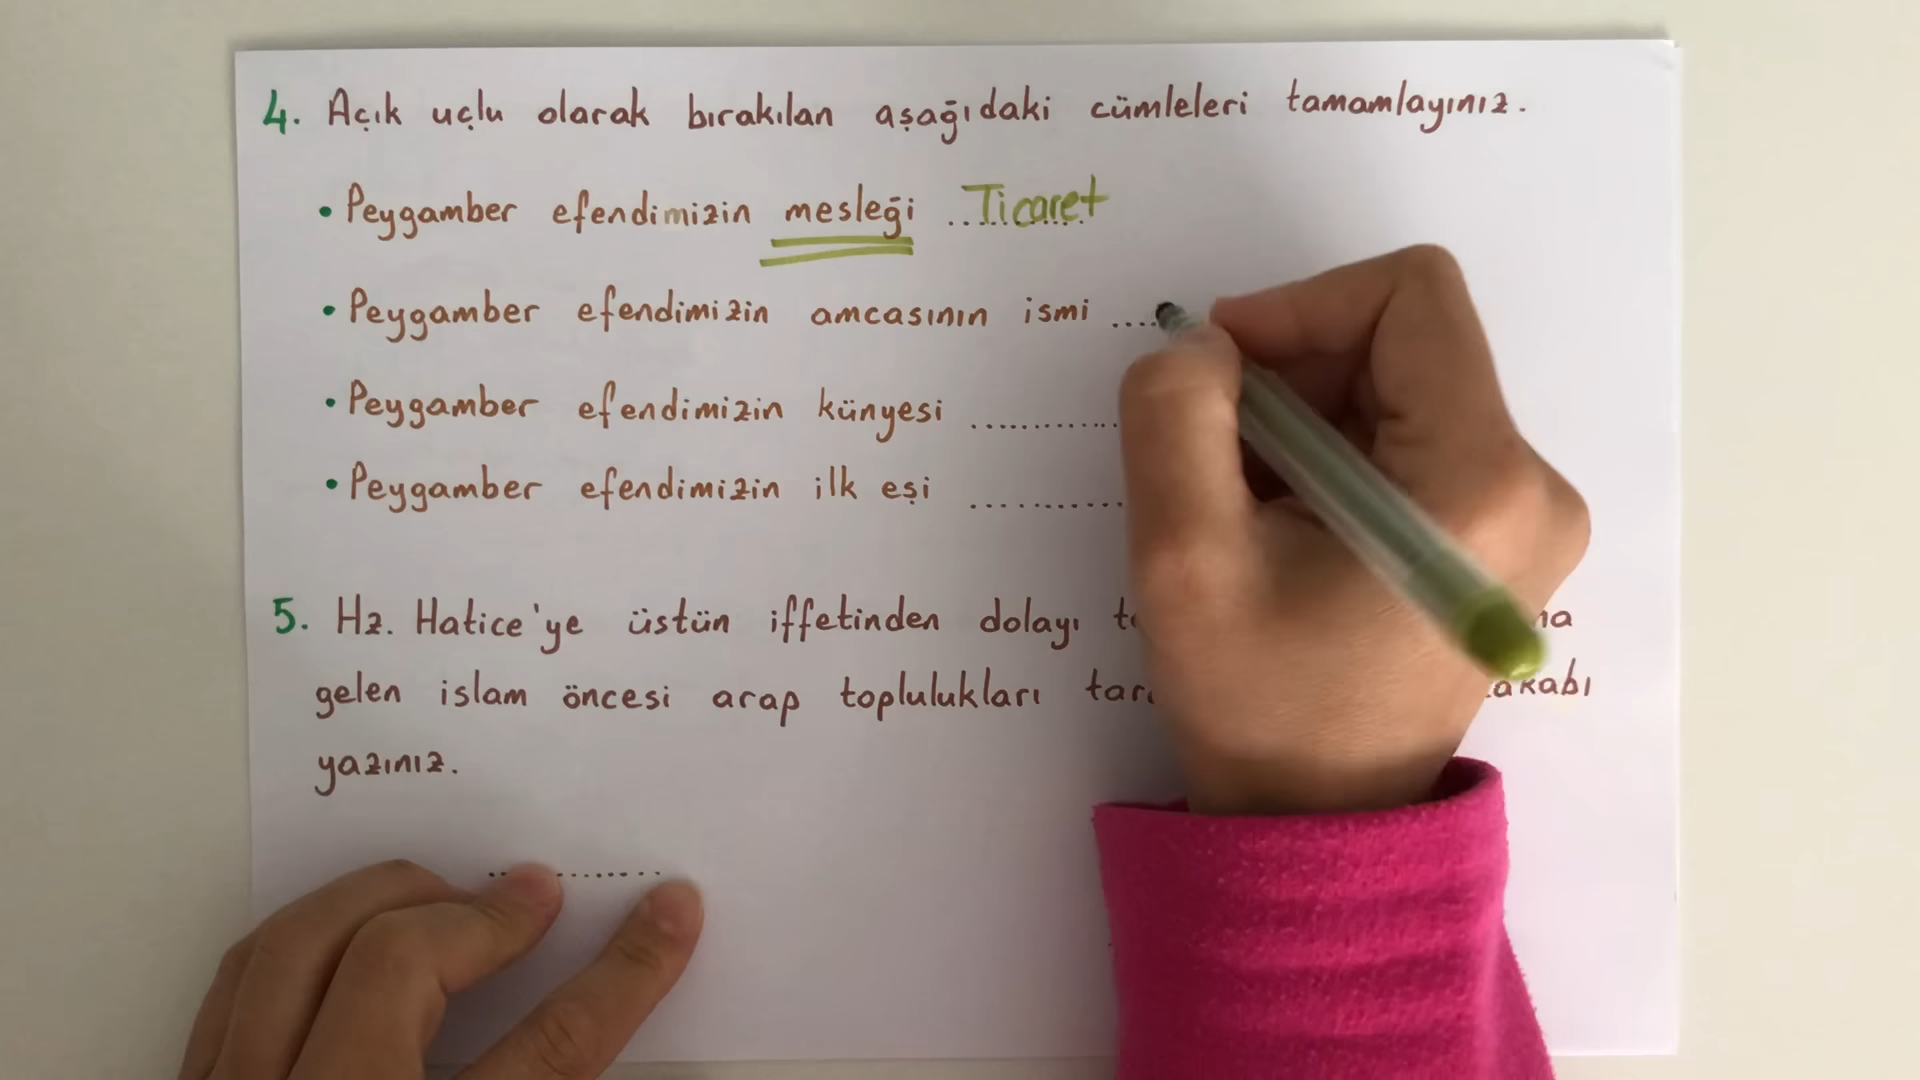 4. Açık uçlu olarak bırakılan aşağıdaki cümleleri tamamlayınız.
• Peygamber efendimizin mesleği ..Ticaret
• Peygamber efendimizin amcasının ismi ....
• Peygamber efendimizin künyesi ............
• Peygamber efendimizin ilk eşi ............
5. Hz. Hatice'ye üstün iffetinden dolayı
gelen islam öncesi arap toplulukları
yazınız.
............